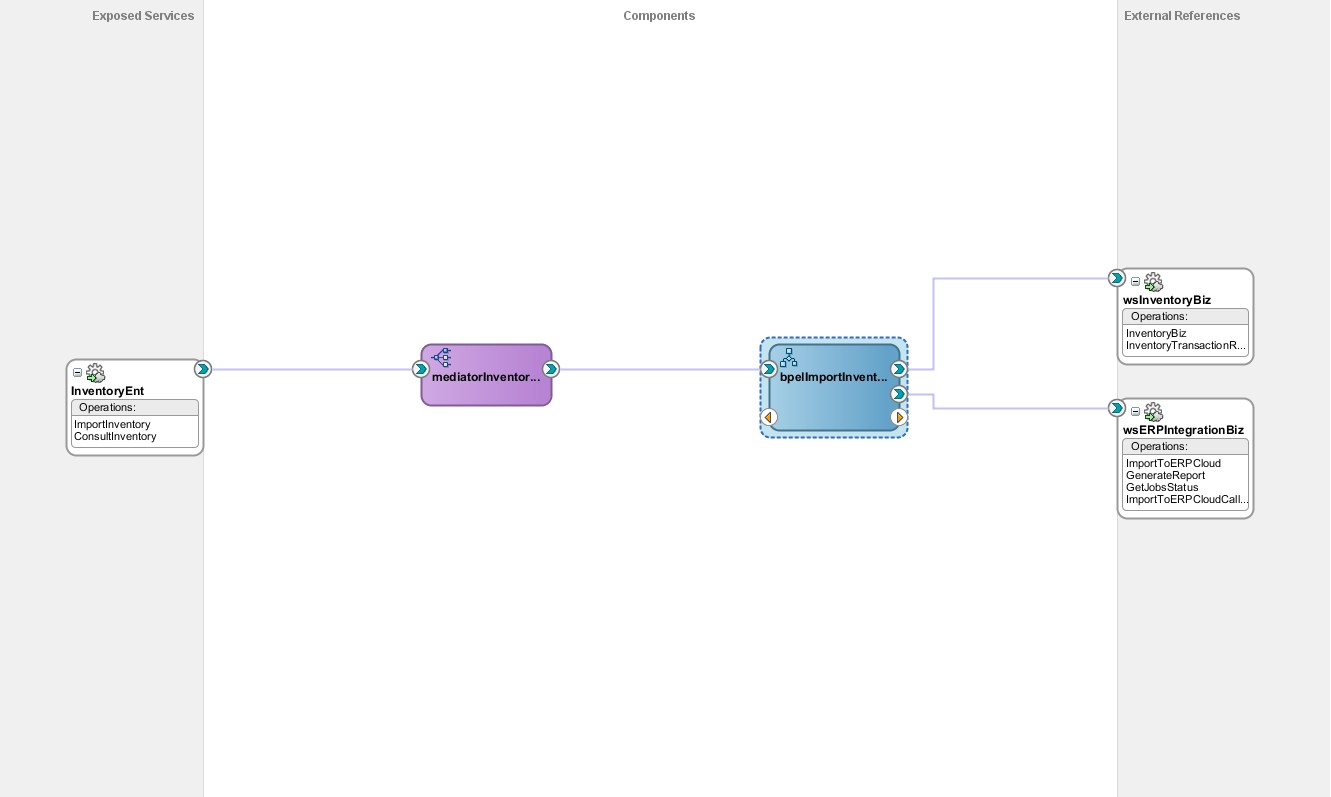 Exposed Services
Components
External References
InventoryEnt
Operations:
ImportInventory
ConsultInventory
mediatorInventor...
bpelImportInvent...
wsInventoryBiz
Operations:
InventoryBiz
InventoryTransactionR...
wsERPIntegrationBiz
Operations:
ImportToERPCloud
GenerateReport
GetJobsStatus
ImportToERPCloudCall...